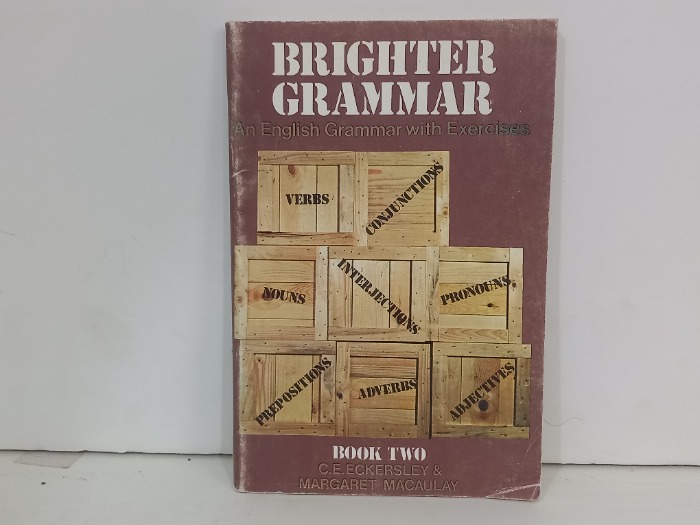 BRIGHTER
GRAMMAR
An English Grammar with Exercises
VERBS
CONJUNCTIONS
NOUNS
INTERJECTIONS
PRONOUNS
PREPOSITIONS
ADVERBS
ADJECTIVES
BOOK TWO
C.E.ECKERSLEY &
MARGARET MACAULAY